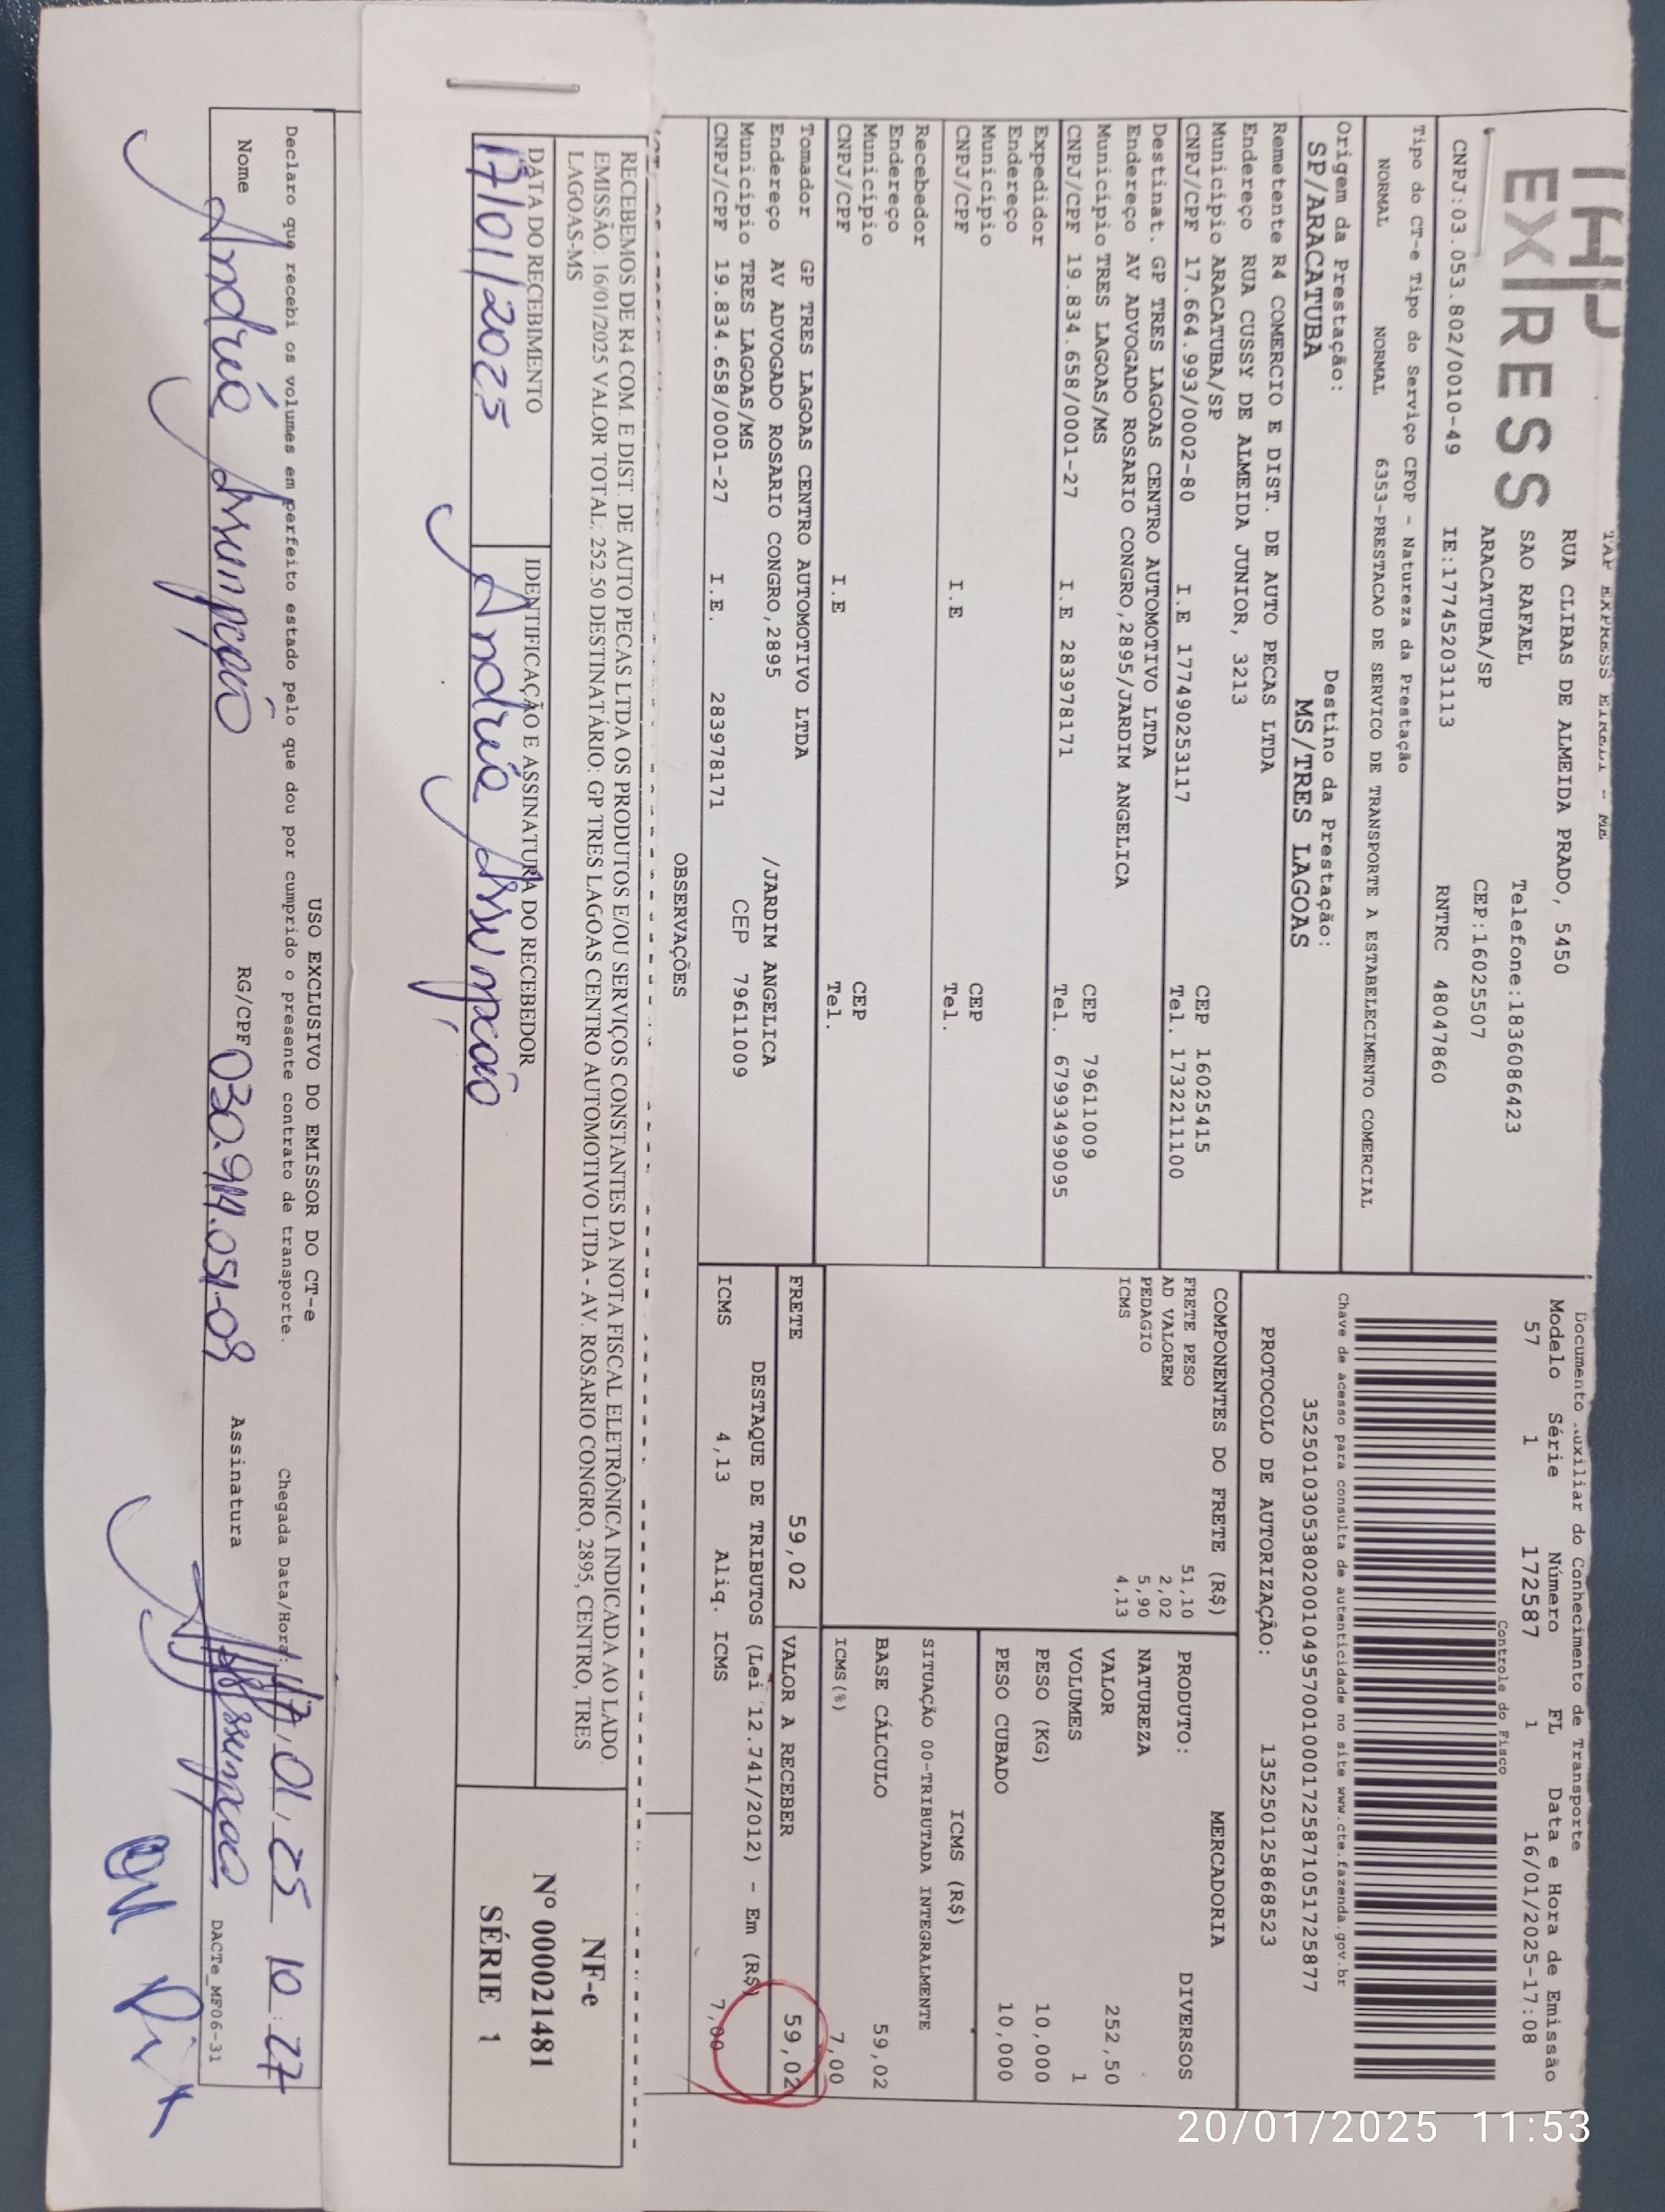 EXPRESS
TAP EXPRESS EIRELI - ME
RUA CLIBAS DE ALMEIDA PRADO, 5450
SAO RAFAEL Telefone:1836086423
ARACATUBA/SP CEP:16025507
CNPJ:03.053.802/0010-49 IE:177452031113 RNTRC 48047860
Documento Auxiliar do Conhecimento de Transporte
Modelo Série Número FL Data e Hora de Emissão
57 1 172587 1 16/01/2025-17:08
Controle do Fisco
Chave de acesso para consulta de autenticidade no site www.cte.fazenda.gov.br
35250103053802001049570010001725871051725877
PROTOCOLO DE AUTORIZAÇÃO: 135250125868523
Tipo do CT-e Tipo do Serviço CFOP - Natureza da Prestação
NORMAL NORMAL 6353-PRESTACAO DE SERVICO DE TRANSPORTE A ESTABELECIMENTO COMERCIAL
Origem da Prestação: Destino da Prestação:
SP/ARACATUBA MS/TRES LAGOAS
Remetente R4 COMERCIO E DIST. DE AUTO PECAS LTDA
Endereço RUA CUSSY DE ALMEIDA JUNIOR, 3213
Município ARACATUBA/SP CEP 16025415
CNPJ/CPF 17.664.993/0002-80 I.E 177490253117 Tel. 1732211100
Destinat. GP TRES LAGOAS CENTRO AUTOMOTIVO LTDA
Endereço AV ADVOGADO ROSARIO CONGRO,2895/JARDIM ANGELICA
Município TRES LAGOAS/MS CEP 79611009
CNPJ/CPF 19.834.658/0001-27 I.E 283978171 Tel. 67993499095
Expedidor
Endereço
Município CEP
CNPJ/CPF I.E Tel.
Recebedor
Endereço
Município CEP
CNPJ/CPF I.E Tel.
Tomador GP TRES LAGOAS CENTRO AUTOMOTIVO LTDA
Endereço AV ADVOGADO ROSARIO CONGRO,2895 /JARDIM ANGELICA
Município TRES LAGOAS/MS CEP 79611009
CNPJ/CPF 19.834.658/0001-27 I.E. 283978171
COMPONENTES DO FRETE (R$)
FRETE PESO 51,10
AD VALOREM 2,02
PEDAGIO 5,90
ICMS 4,13
MERCADORIA
PRODUTO: DIVERSOS
NATUREZA
VALOR 252,50
VOLUMES 1
PESO (KG) 10,000
PESO CUBADO 10,000
ICMS (R$)
SITUAÇÃO 00-TRIBUTADA INTEGRALMENTE
BASE CÁLCULO 59,02
ICMS(%) 7,00
FRETE 59,02 VALOR A RECEBER 59,02
DESTAQUE DE TRIBUTOS (Lei 12.741/2012) - Em (R$)
ICMS 4,13 Aliq. ICMS 7,00
OBSERVAÇÕES
RECEBEMOS DE R4 COM. E DIST. DE AUTO PECAS LTDA OS PRODUTOS E/OU SERVIÇOS CONSTANTES DA NOTA FISCAL ELETRÔNICA INDICADA AO LADO.
EMISSÃO: 16/01/2025 VALOR TOTAL: 252.50 DESTINATÁRIO: GP TRES LAGOAS CENTRO AUTOMOTIVO LTDA - AV. ROSARIO CONGRO, 2895, CENTRO, TRES
LAGOAS-MS
DATA DO RECEBIMENTO IDENTIFICAÇÃO E ASSINATURA DO RECEBEDOR
17/01/2025 André Assumpção
NF-e
Nº 000021481
SÉRIE 1
USO EXCLUSIVO DO EMISSOR DO CT-e
Declaro que recebi os volumes em perfeito estado pelo que dou por cumprido o presente contrato de transporte. Chegada Data/Hora: 17/01/25 10:27
Nome André Assumpção RG/CPF 030.914.051-08 Assinatura Assumpção
DACTe_MF06-31
20/01/2025 11:53